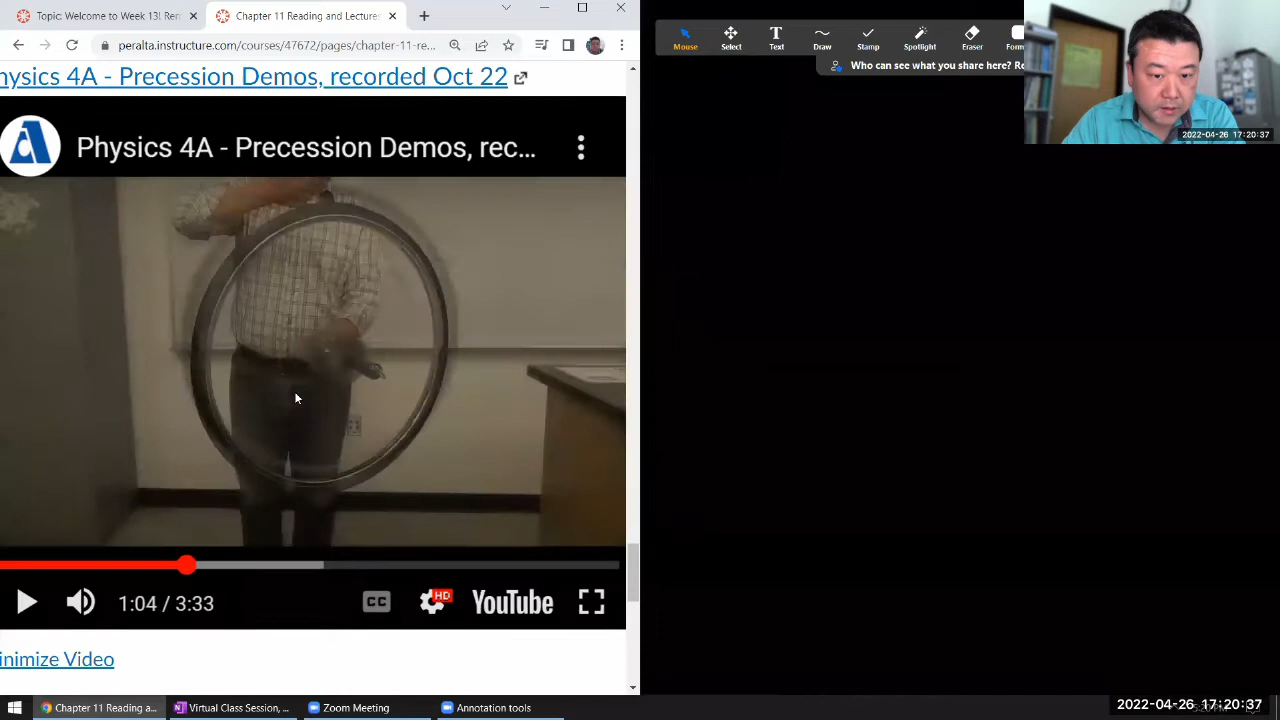 Topic: Welcome to Week 13! Rem
Chapter 11 Reading and Lecture
peralta.instructure.com/courses/47672/pages/chapter-11-re...
hysics 4A - Precession Demos, recorded Oct 22
Physics 4A - Precession Demos, rec...
1:04 / 3:33
CC
HD
YouTube
inimize Video
Mouse
Select
Text
Draw
Stamp
Spotlight
Eraser
Form
Who can see what you share here? Re
2022-04-26 17:20:37
Chapter 11 Reading a...
Virtual Class Session, ...
Zoom Meeting
Annotation tools
2022-04-26 17:20:37